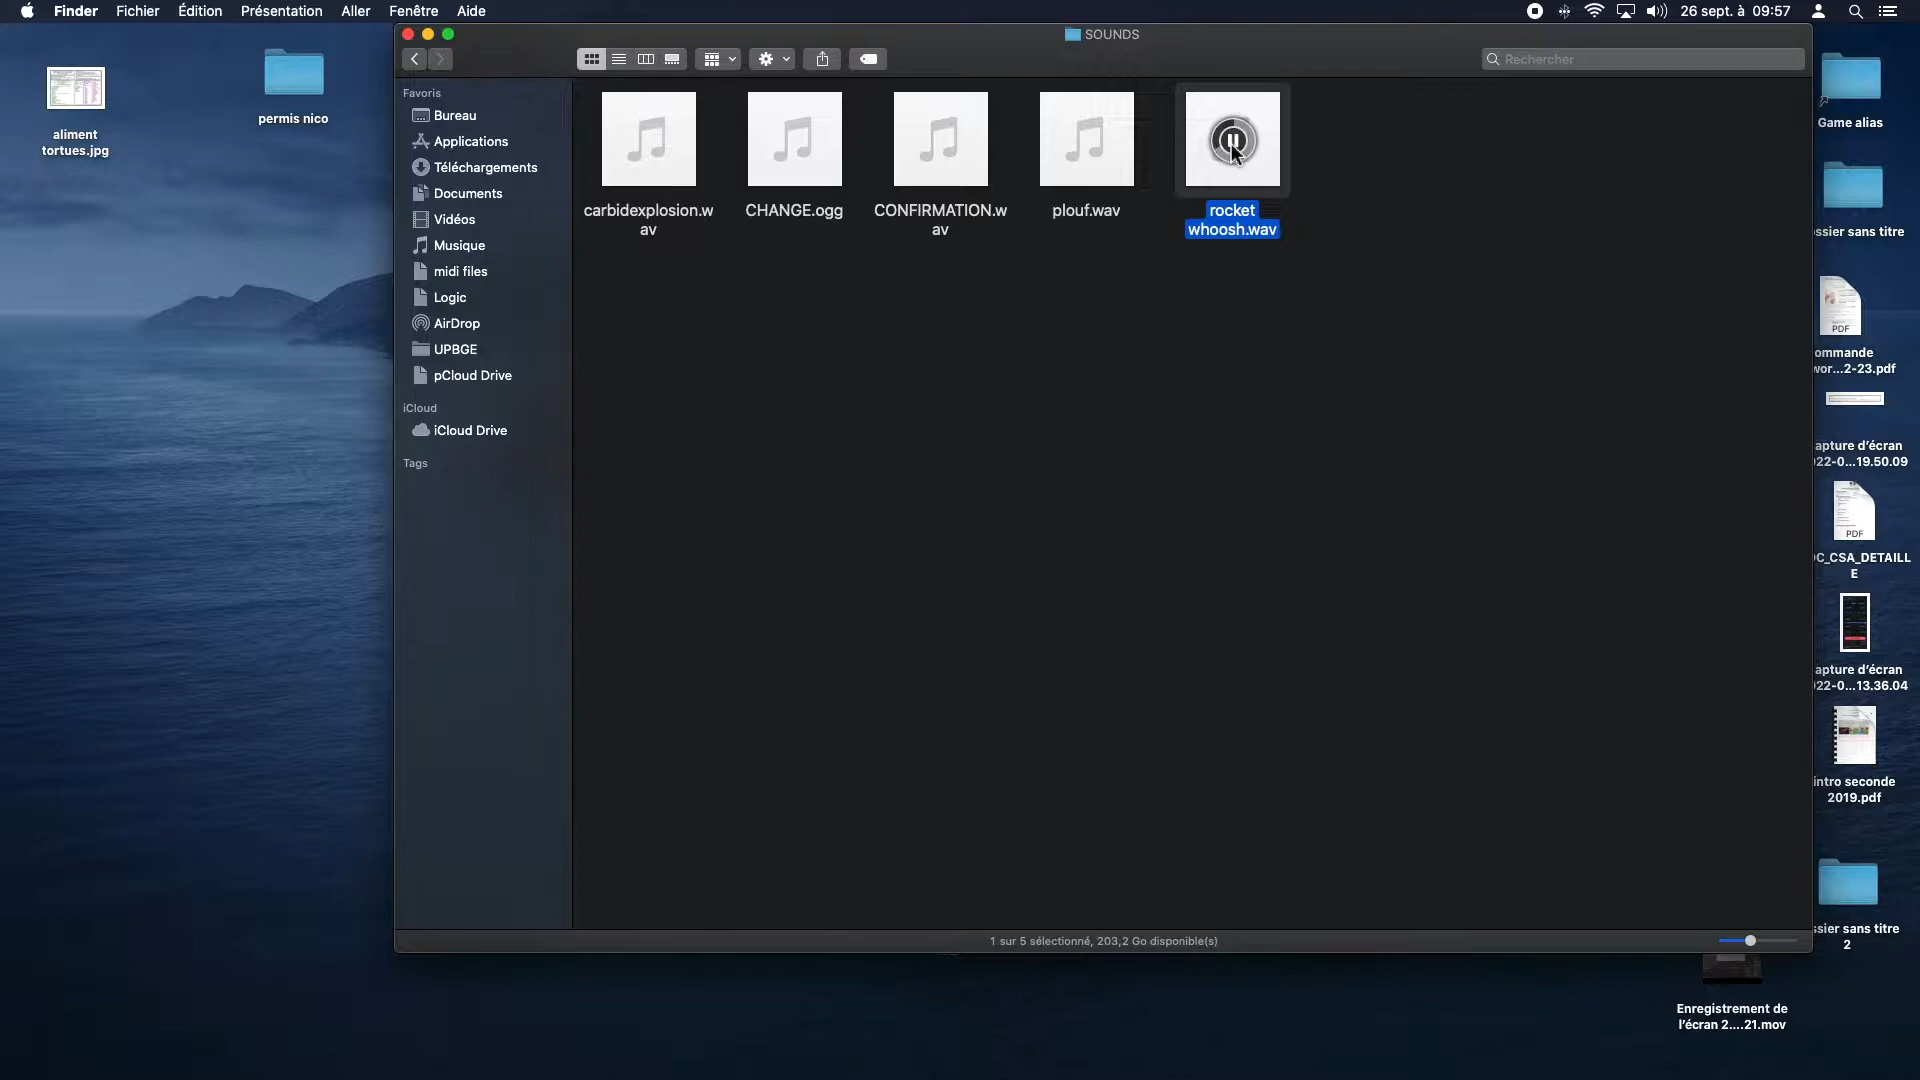 Finder Fichier Édition Présentation Aller Fenêtre Aide
26 sept. à 09:57
SOUNDS
Rechercher
Favoris
Bureau
Applications
Téléchargements
Documents
Vidéos
Musique
midi files
Logic
AirDrop
UPBGE
pCloud Drive
iCloud
iCloud Drive
Tags
carbidexplosion.w
av
CHANGE.ogg
CONFIRMATION.w
av
plouf.wav
rocket
whoosh.wav
1 sur 5 sélectionné, 203,2 Go disponible(s)
aliment
tortues.jpg
permis nico
Game alias
ssier sans titre
PDF
ommande
wor...2-23.pdf
apture d'écran
22-0...19.50.09
PDF
C_CSA_DETAILL
E
apture d'écran
22-0...13.36.04
intro seconde
2019.pdf
ssier sans titre
2
Enregistrement de
l'écran 2....21.mov